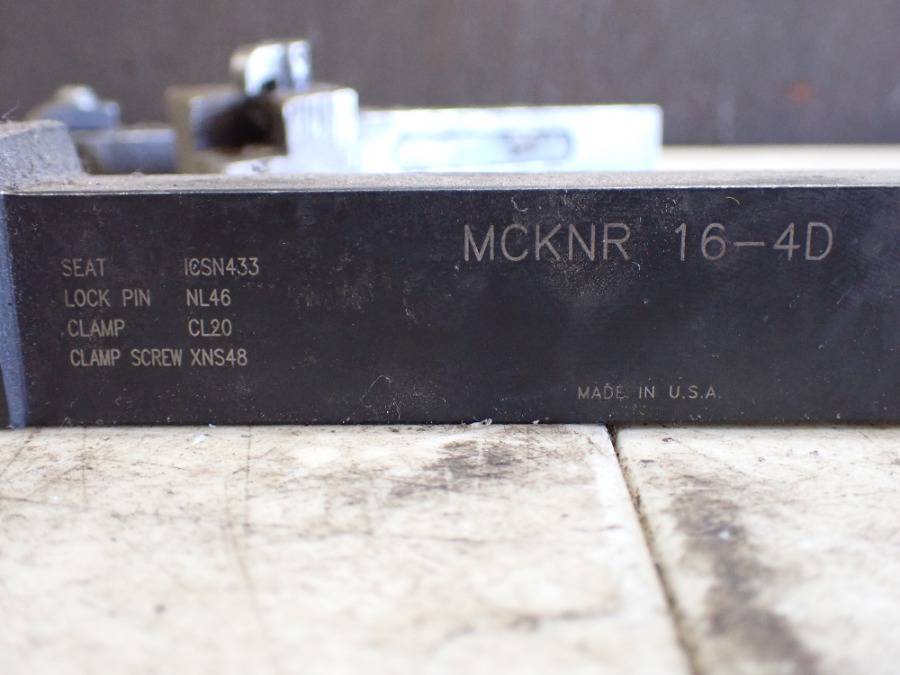 MCKNR 16-4D
SEAT ICSN433
LOCK PIN NL46
CLAMP CL20
CLAMP SCREW XNS48
MADE IN U.S.A.